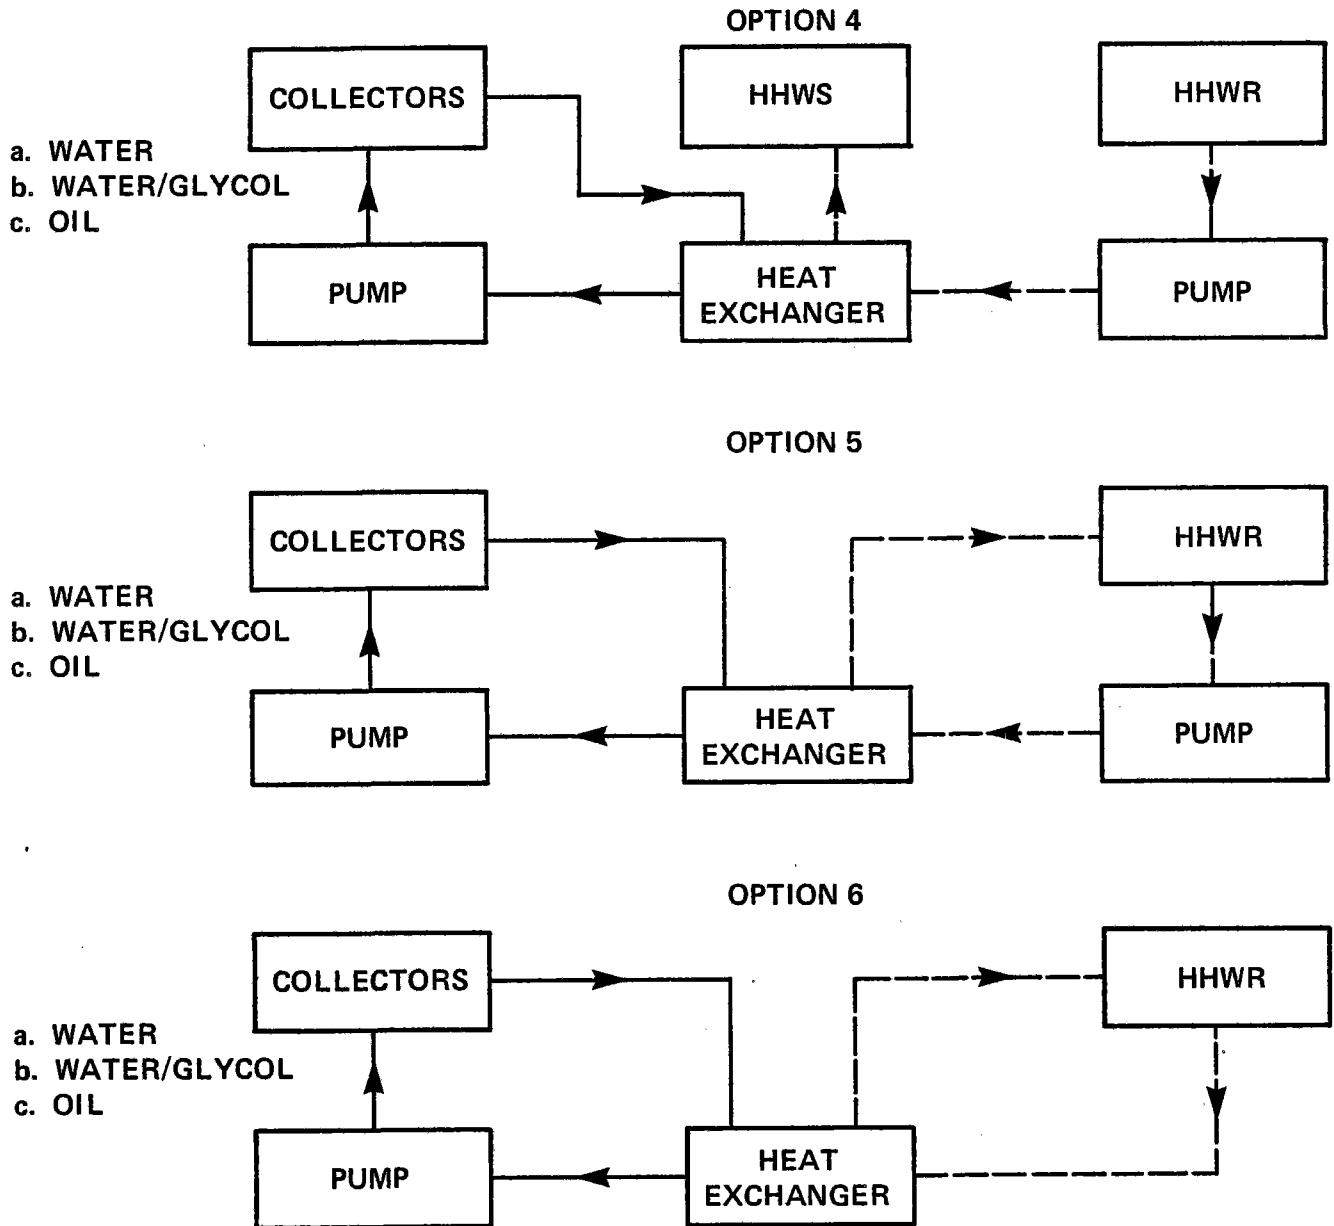 OPTION 4
COLLECTORS
HHWS
HHWR
a. WATER
b. WATER/GLYCOL
c. OIL
PUMP
HEAT
EXCHANGER
PUMP
OPTION 5
COLLECTORS
HHWR
a. WATER
b. WATER/GLYCOL
c. OIL
PUMP
HEAT
EXCHANGER
PUMP
OPTION 6
COLLECTORS
HHWR
a. WATER
b. WATER/GLYCOL
c. OIL
PUMP
HEAT
EXCHANGER